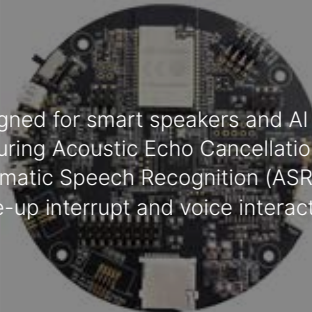 gned for smart speakers and AI
uring Acoustic Echo Cancellatio
matic Speech Recognition (ASR
e-up interrupt and voice interact